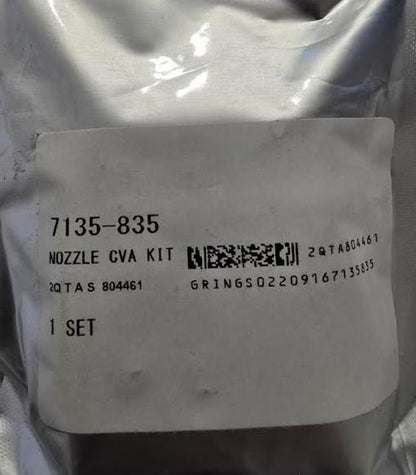 7135-835
NOZZLE CVA KIT
2QTA804461
2QTAS 804461
GRINGS02209167135835
1 SET